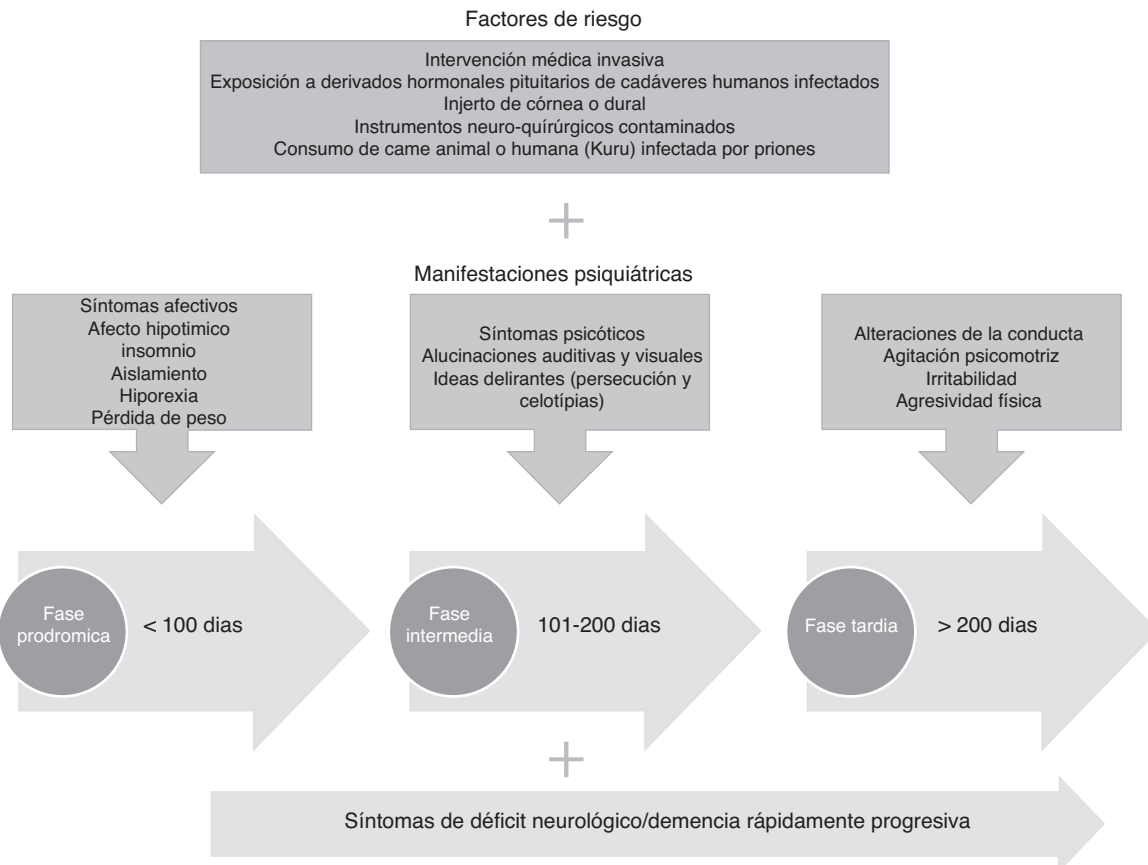 Factores de riesgo
Intervención médica invasiva
Exposición a derivados hormonales pituitarios de cadáveres humanos infectados
Injerto de córnea o dural
Instrumentos neuro-quírúrgicos contaminados
Consumo de came animal o humana (Kuru) infectada por priones
+
Manifestaciones psiquiátricas
Síntomas afectivos
Afecto hipotimico
insomnio
Aislamiento
Hiporexia
Pérdida de peso
Síntomas psicóticos
Alucinaciones auditivas y visuales
Ideas delirantes (persecución y
celotípias)
Alteraciones de la conducta
Agitación psicomotriz
Irritabilidad
Agresividad física
Fase
prodromica
< 100 dias
Fase
intermedia
101-200 dias
Fase tardia
> 200 dias
+
Síntomas de déficit neurológico/demencia rápidamente progresiva